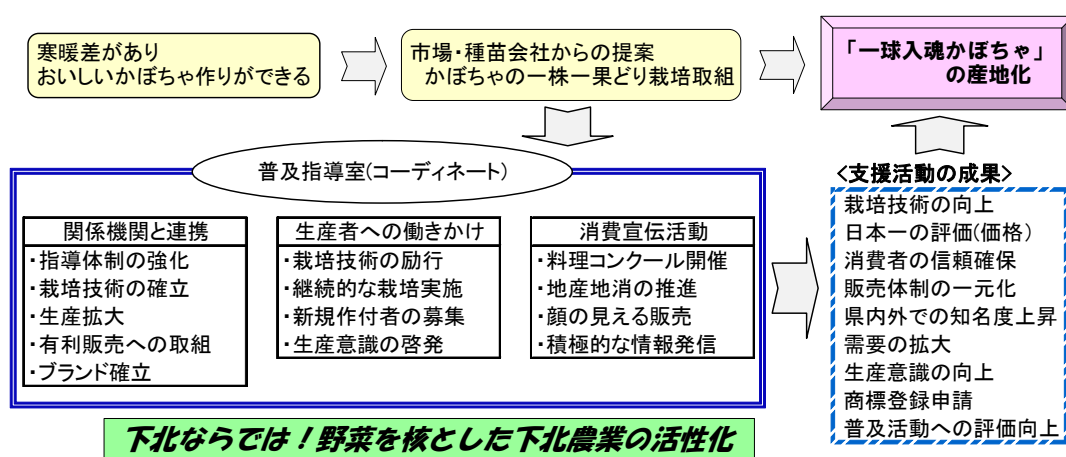 寒暖差があり
おいしいかぼちゃ作りができる
市場・種苗会社からの提案
かぼちゃの一株一果どり栽培取組
「一球入魂かぼちゃ」
の産地化
普及指導室(コーディネート)
関係機関と連携
・指導体制の強化
・栽培技術の確立
・生産拡大
・有利販売への取組
・ブランド確立
生産者への働きかけ
・栽培技術の励行
・継続的な栽培実施
・新規作付者の募集
・生産意識の啓発
消費宣伝活動
・料理コンクール開催
・地産地消の推進
・顔の見える販売
・積極的な情報発信
<支援活動の成果>
栽培技術の向上
日本一の評価(価格)
消費者の信頼確保
販売体制の一元化
県内外での知名度上昇
需要の拡大
生産意識の向上
商標登録申請
普及活動への評価向上
下北ならでは！野菜を核とした下北農業の活性化